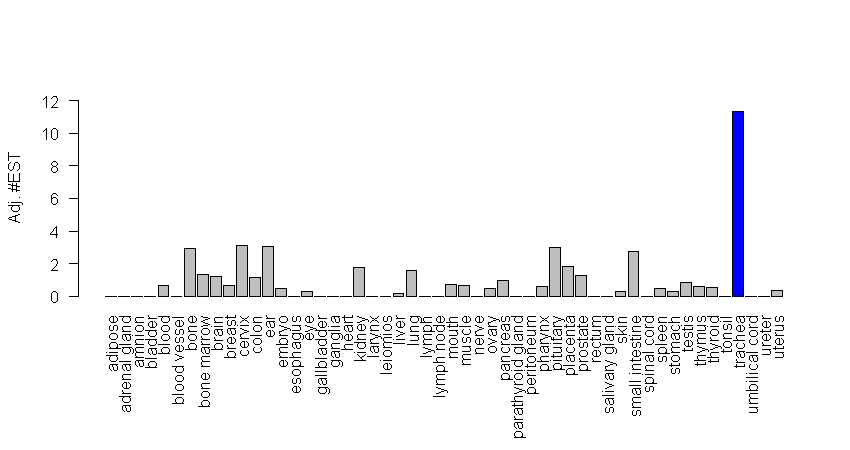 Adj. #EST
12
10
8
6
4
2
0
adipose
adrenal gland
amnion
bladder
blood
blood vessel
bone
bone marrow
brain
breast
cervix
colon
ear
embryo
esophagus
eye
gallbladder
ganglia
heart
kidney
larynx
leiomios
liver
lung
lymph
lymph node
mouth
muscle
nerve
ovary
pancreas
parathyroid gland
peritoneum
pharynx
pituitary
placenta
prostate
rectum
salivary gland
skin
small intestine
spinal cord
spleen
stomach
testis
thymus
thyroid
tonsil
trachea
umbilical cord
ureter
uterus